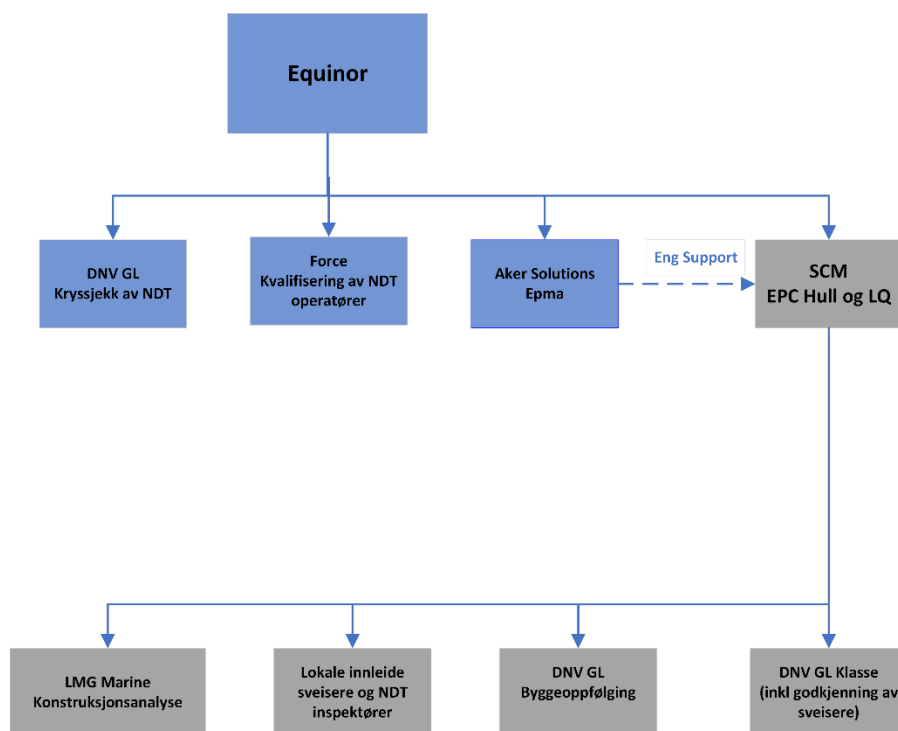 Equinor
DNV GL
Kryssjekk av NDT
Force
Kvalifisering av NDT
operatører
Aker Solutions
Epma
Eng Support
SCM
EPC Hull og LQ
LMG Marine
Konstruksjonsanalyse
Lokale innleide
sveisere og NDT
inspektører
DNV GL
Byggeoppfølging
DNV GL Klasse
(inkl godkjenning av
sveisere)